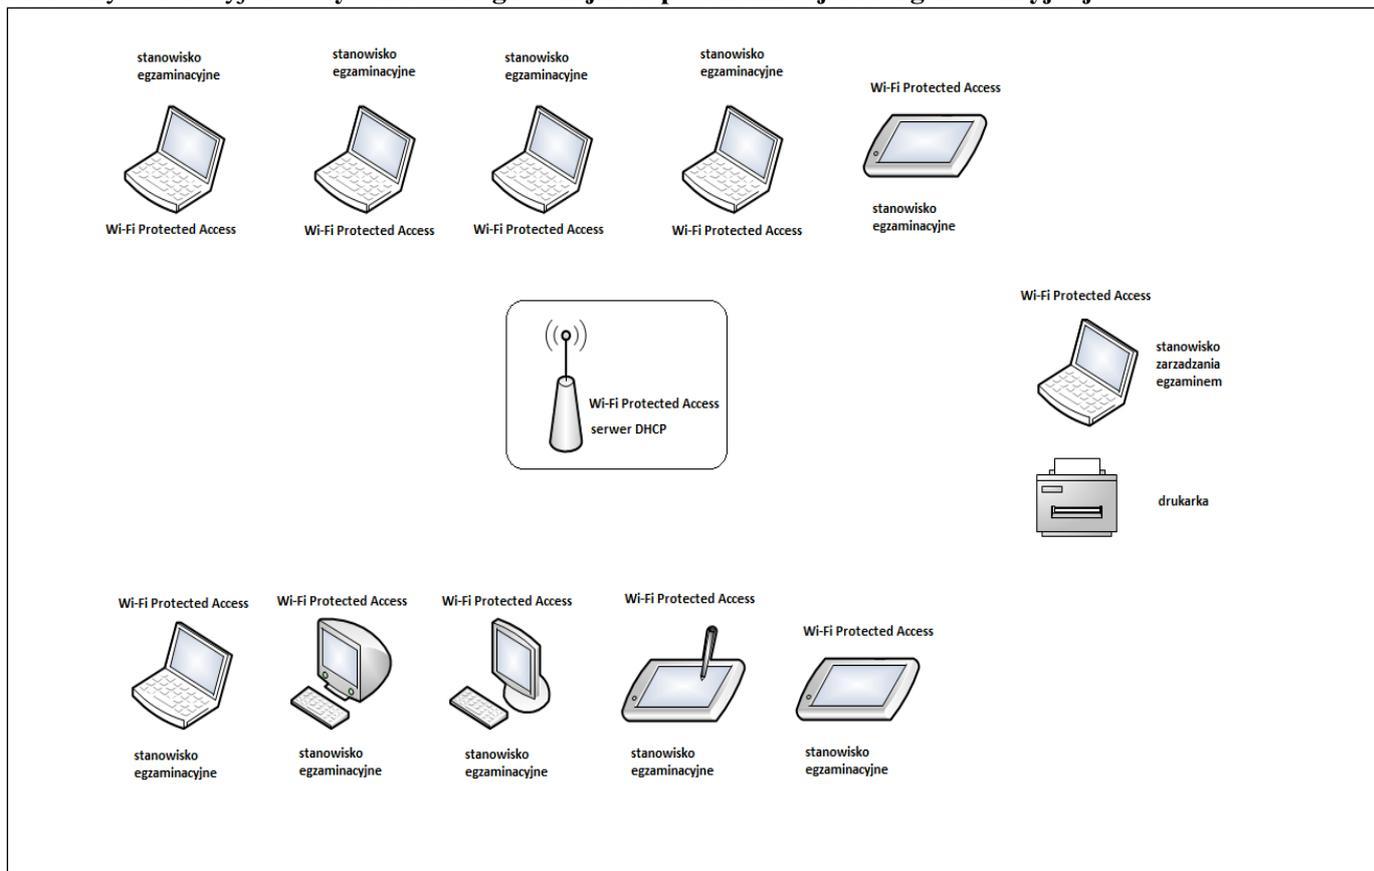 stanowisko
egzaminacyjne
stanowisko
egzaminacyjne
stanowisko
egzaminacyjne
stanowisko
egzaminacyjne
Wi-Fi Protected Access
Wi-Fi Protected Access
Wi-Fi Protected Access
Wi-Fi Protected Access
Wi-Fi Protected Access
stanowisko
egzaminacyjne
Wi-Fi Protected Access
stanowisko
zarzadzania
egzaminem
Wi-Fi Protected Access
serwer DHCP
drukarka
Wi-Fi Protected Access
Wi-Fi Protected Access
Wi-Fi Protected Access
Wi-Fi Protected Access
Wi-Fi Protected Access
stanowisko
egzaminacyjne
stanowisko
egzaminacyjne
stanowisko
egzaminacyjne
stanowisko
egzaminacyjne
stanowisko
egzaminacyjne